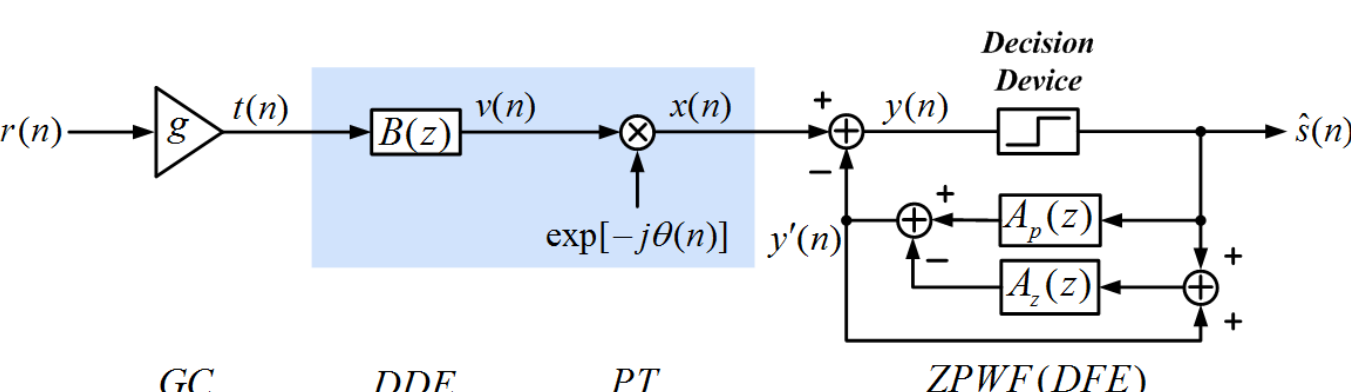 Decision
Device
r(n)
g
t(n)
B(z)
v(n)
x(n)
+
y(n)
ŝ(n)
−
exp[−jθ(n)]
y′(n)
+
A_p(z)
−
A_z(z)
+
+
GC
DDE
PT
ZPWF(DFE)